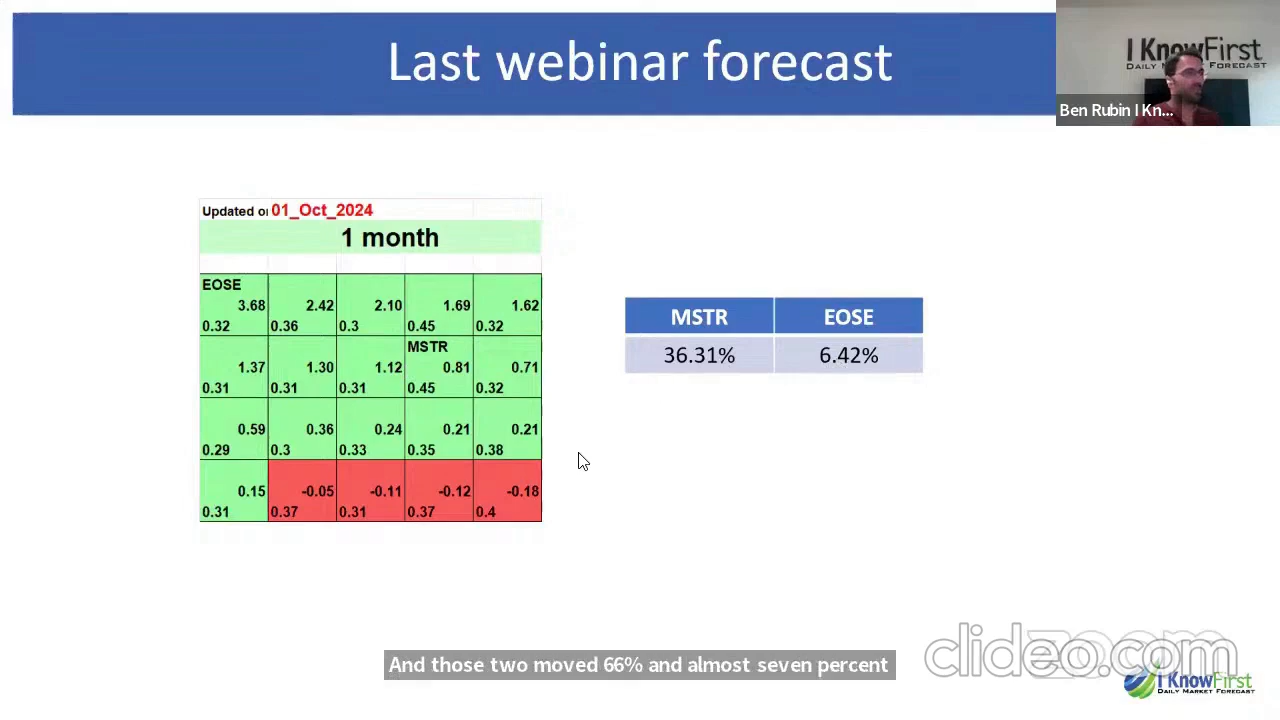 Last webinar forecast
I KnowFirst
DAILY MARKET FORECAST
Ben Rubin I Kn...
Updated or 01_Oct_2024
1 month
EOSE
3.68 2.42 2.10 1.69 1.62
0.32 0.36 0.3 0.45 0.32
MSTR
1.37 1.30 1.12 0.81 0.71
0.31 0.31 0.31 0.45 0.32
0.59 0.36 0.24 0.21 0.21
0.29 0.3 0.33 0.35 0.38
0.15 -0.05 -0.11 -0.12 -0.18
0.31 0.37 0.31 0.37 0.4
MSTR EOSE
36.31% 6.42%
And those two moved 66% and almost seven percent
clideo.com
zoom
I KnowFirst
DAILY MARKET FORECAST